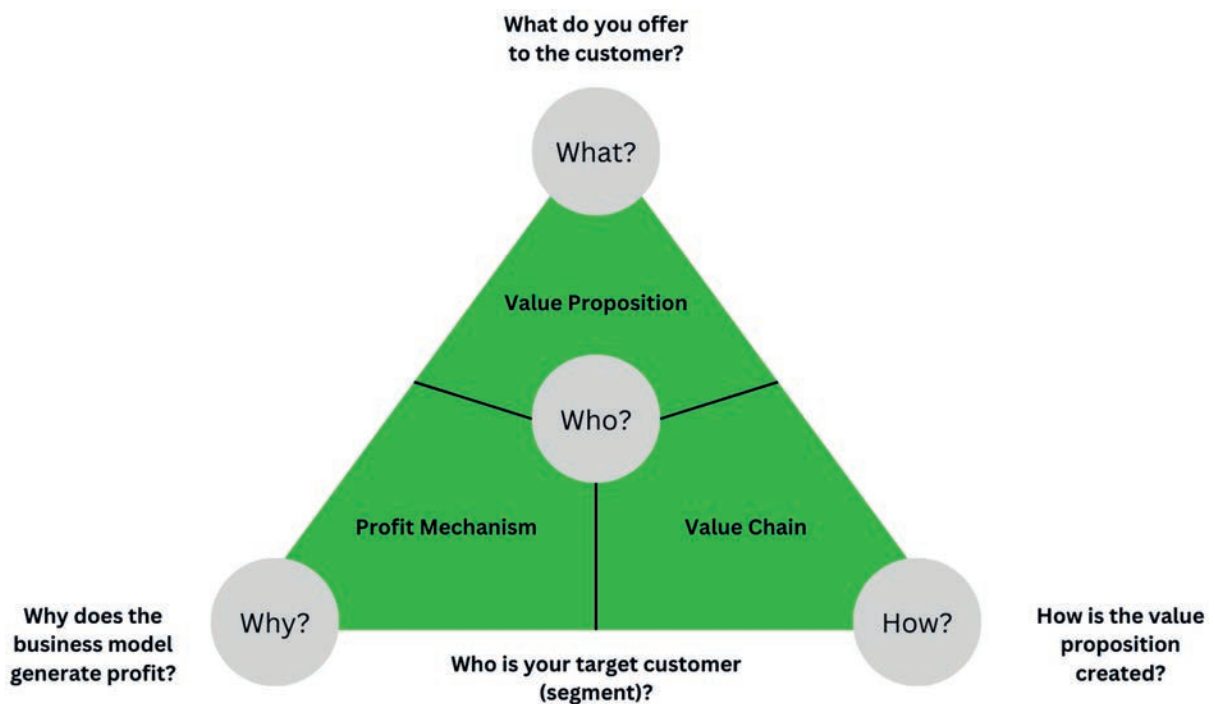 What do you offer
to the customer?
What?
Value Proposition
Who?
Profit Mechanism
Value Chain
Why?
How?
Why does the
business model
generate profit?
Who is your target customer
(segment)?
How is the value
proposition
created?